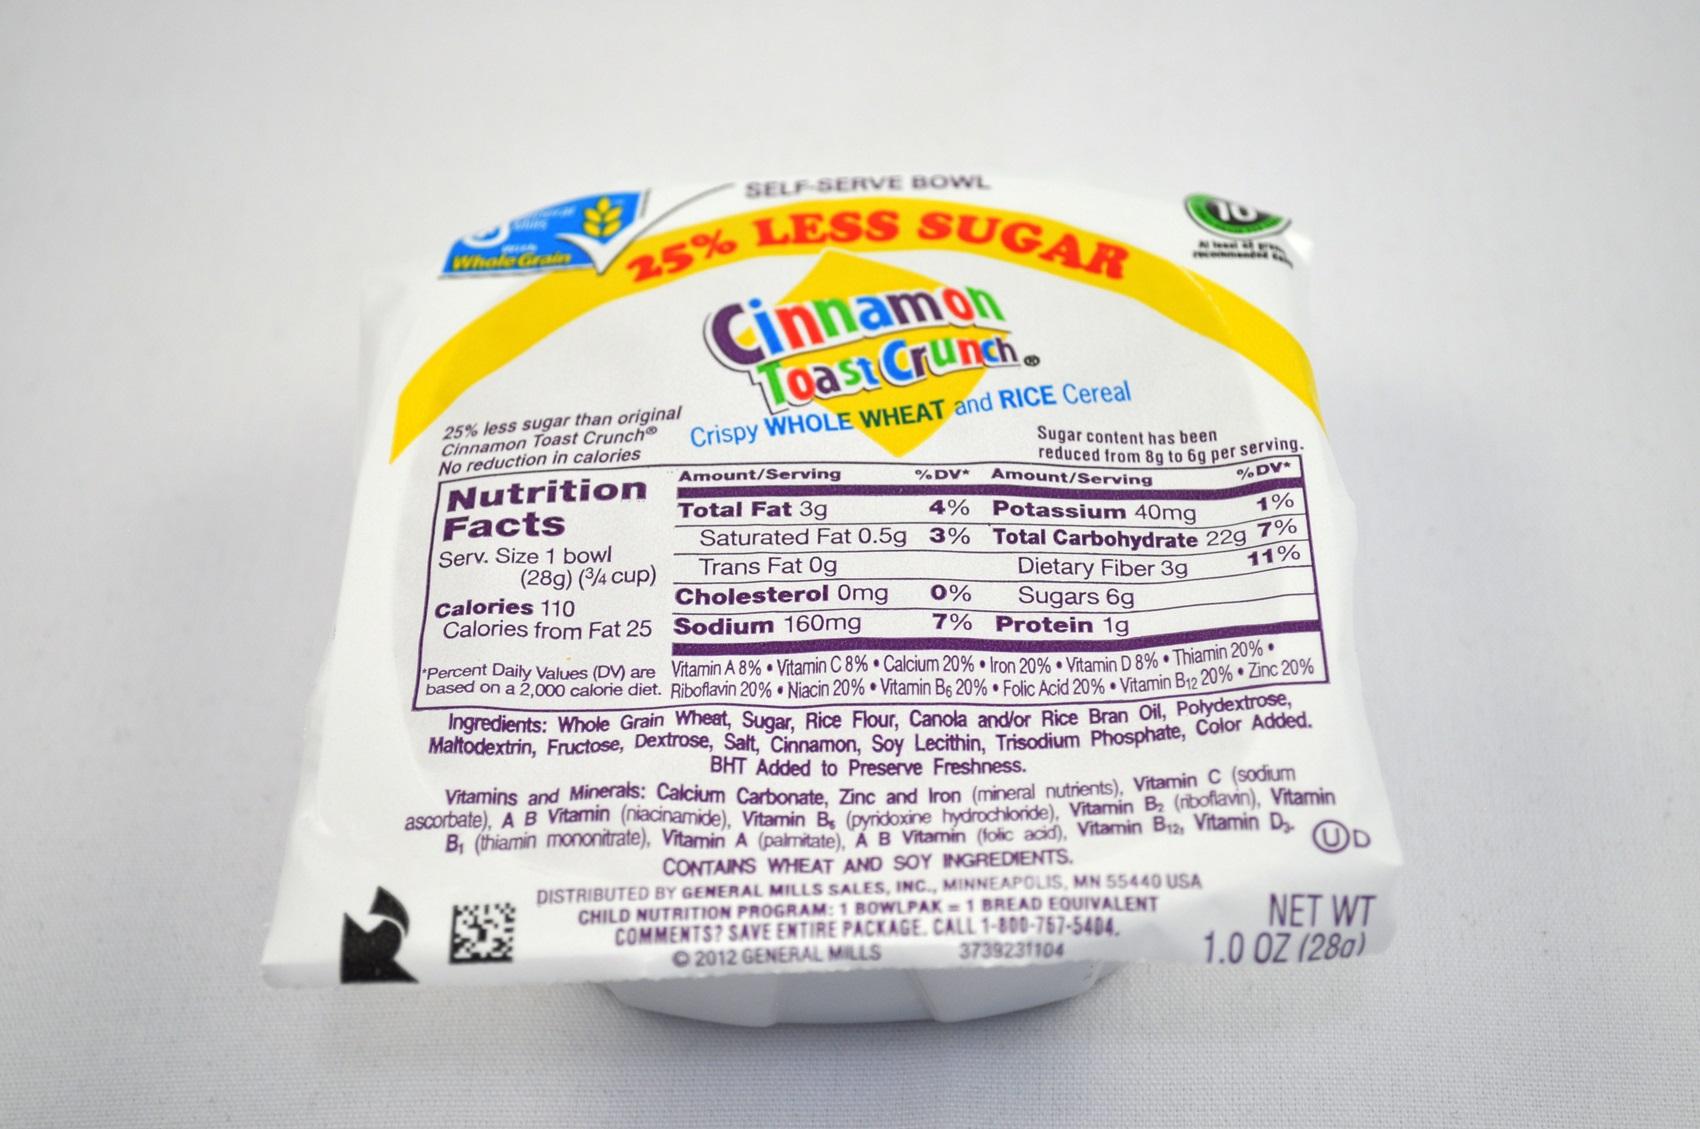 SELF-SERVE BOWL
Whole Grain
25% LESS SUGAR
10
Cinnamon
Toast Crunch®
Crispy WHOLE WHEAT and RICE Cereal
25% less sugar than original
Cinnamon Toast Crunch®
No reduction in calories
Sugar content has been
reduced from 8g to 6g per serving.
Nutrition
Facts
Serv. Size 1 bowl
(28g) (¾ cup)
Calories 110
Calories from Fat 25
*Percent Daily Values (DV) are
based on a 2,000 calorie diet.
Amount/Serving %DV* Amount/Serving %DV*
Total Fat 3g 4% Potassium 40mg 1%
Saturated Fat 0.5g 3% Total Carbohydrate 22g 7%
Trans Fat 0g Dietary Fiber 3g 11%
Cholesterol 0mg 0% Sugars 6g
Sodium 160mg 7% Protein 1g
Vitamin A 8% • Vitamin C 8% • Calcium 20% • Iron 20% • Vitamin D 8% • Thiamin 20% •
Riboflavin 20% • Niacin 20% • Vitamin B6 20% • Folic Acid 20% • Vitamin B12 20% • Zinc 20%
Ingredients: Whole Grain Wheat, Sugar, Rice Flour, Canola and/or Rice Bran Oil, Polydextrose,
Maltodextrin, Fructose, Dextrose, Salt, Cinnamon, Soy Lecithin, Trisodium Phosphate, Color Added.
BHT Added to Preserve Freshness.
Vitamins and Minerals: Calcium Carbonate, Zinc and Iron (mineral nutrients), Vitamin C (sodium
ascorbate), A B Vitamin (niacinamide), Vitamin B6 (pyridoxine hydrochloride), Vitamin B2 (riboflavin), Vitamin
B1 (thiamin mononitrate), Vitamin A (palmitate), A B Vitamin (folic acid), Vitamin B12, Vitamin D3.
U D
CONTAINS WHEAT AND SOY INGREDIENTS.
DISTRIBUTED BY GENERAL MILLS SALES, INC., MINNEAPOLIS, MN 55440 USA
CHILD NUTRITION PROGRAM: 1 BOWLPAK = 1 BREAD EQUIVALENT
COMMENTS? SAVE ENTIRE PACKAGE. CALL 1-800-767-5404.
© 2012 GENERAL MILLS 3739231104
NET WT
1.0 OZ (28g)